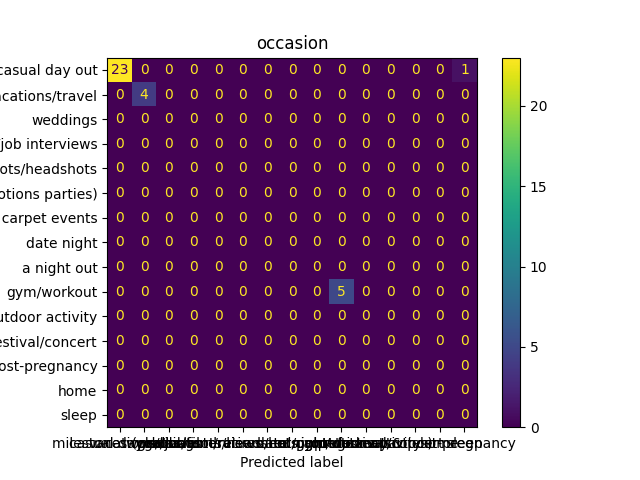 occasion
casual day out 23 0 0 0 0 0 0 0 0 0 0 0 0 0 1
cations/travel 0 4 0 0 0 0 0 0 0 0 0 0 0 0 0
weddings 0 0 0 0 0 0 0 0 0 0 0 0 0 0 0
/job interviews 0 0 0 0 0 0 0 0 0 0 0 0 0 0 0
ots/headshots 0 0 0 0 0 0 0 0 0 0 0 0 0 0 0
otions parties) 0 0 0 0 0 0 0 0 0 0 0 0 0 0 0
carpet events 0 0 0 0 0 0 0 0 0 0 0 0 0 0 0
date night 0 0 0 0 0 0 0 0 0 0 0 0 0 0 0
a night out 0 0 0 0 0 0 0 0 0 0 0 0 0 0 0
gym/workout 0 0 0 0 0 0 0 0 0 5 0 0 0 0 0
utdoor activity 0 0 0 0 0 0 0 0 0 0 0 0 0 0 0
estival/concert 0 0 0 0 0 0 0 0 0 0 0 0 0 0 0
ost-pregnancy 0 0 0 0 0 0 0 0 0 0 0 0 0 0 0
home 0 0 0 0 0 0 0 0 0 0 0 0 0 0 0
sleep 0 0 0 0 0 0 0 0 0 0 0 0 0 0 0
Predicted label
20
15
10
5
0